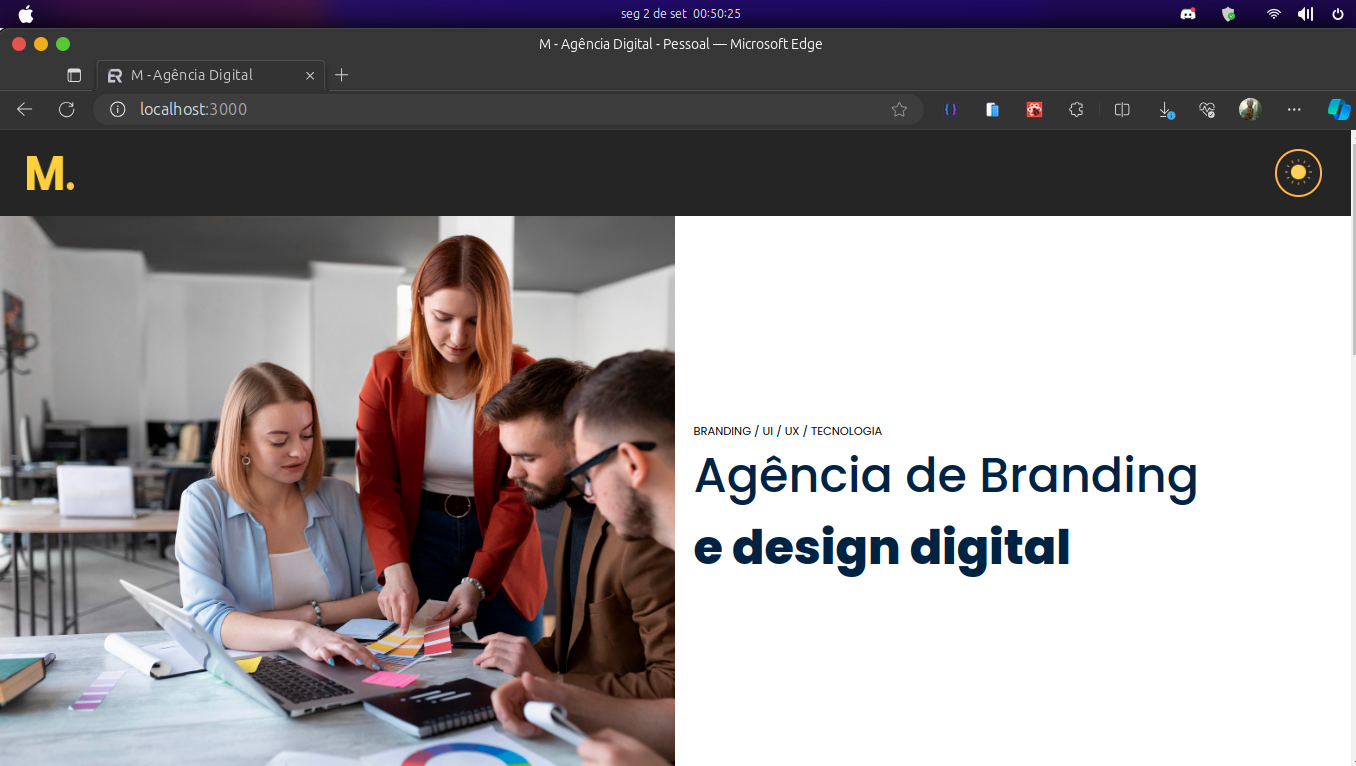 seg 2 de set 00:50:25
M - Agência Digital - Pessoal — Microsoft Edge
M - Agência Digital
localhost:3000
M.
BRANDING / UI / UX / TECNOLOGIA
Agência de Branding
e design digital